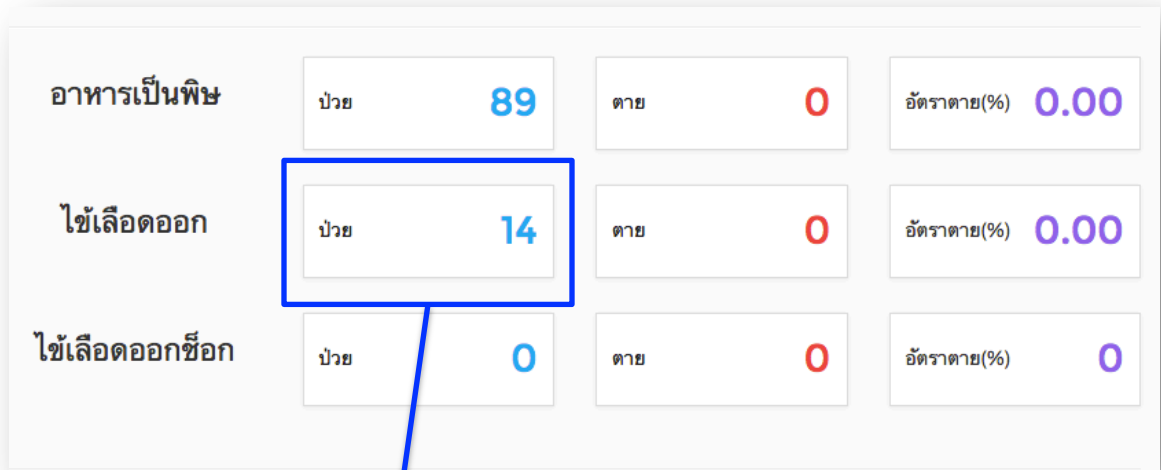 อาหารเป็นพิษ ป่วย 89 ตาย 0 อัตราตาย(%) 0.00
ไข้เลือดออก ป่วย 14 ตาย 0 อัตราตาย(%) 0.00
ไข้เลือดออกช็อก ป่วย 0 ตาย 0 อัตราตาย(%) 0